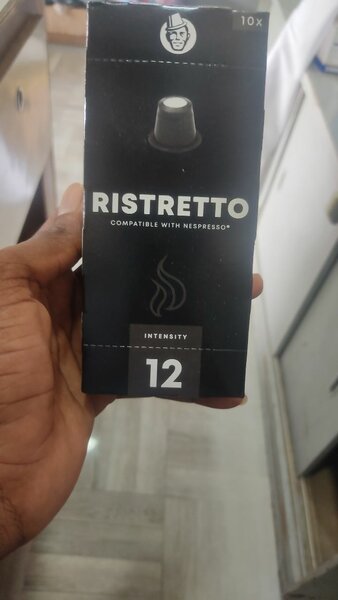 10x
RISTRETTO
COMPATIBLE WITH NESPRESSO®
INTENSITY
12